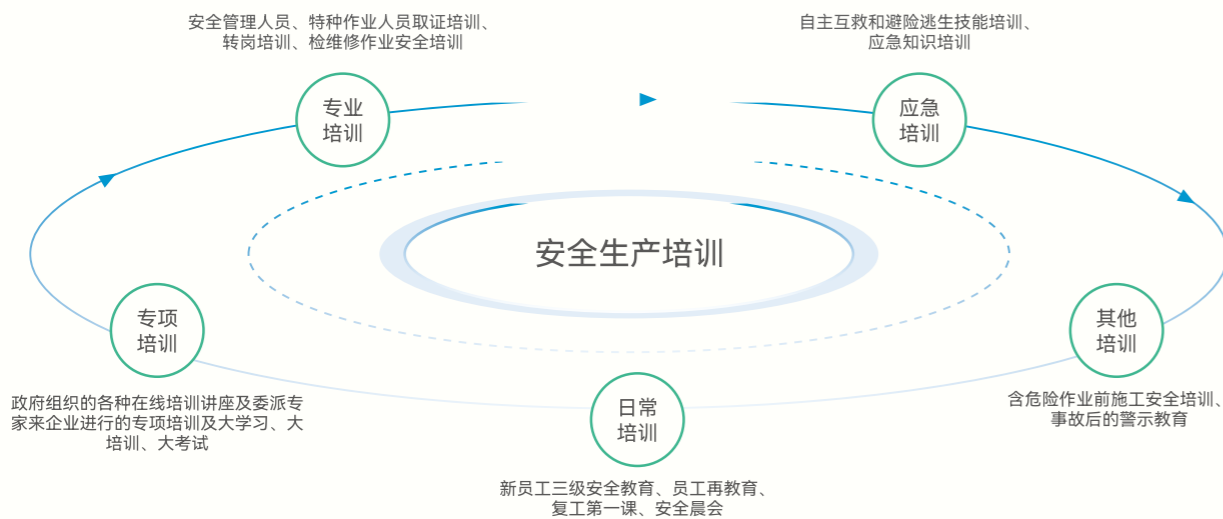 安全管理人员、特种作业人员取证培训、
转岗培训、检维修作业安全培训
自主互救和避险逃生技能培训、
应急知识培训
专业
培训
应急
培训
安全生产培训
专项
培训
其他
培训
政府组织的各种在线培训讲座及委派专
家来企业进行的专项培训及大学习、大
培训、大考试
日常
培训
含危险作业前施工安全培训、
事故后的警示教育
新员工三级安全教育、员工再教育、
复工第一课、安全晨会